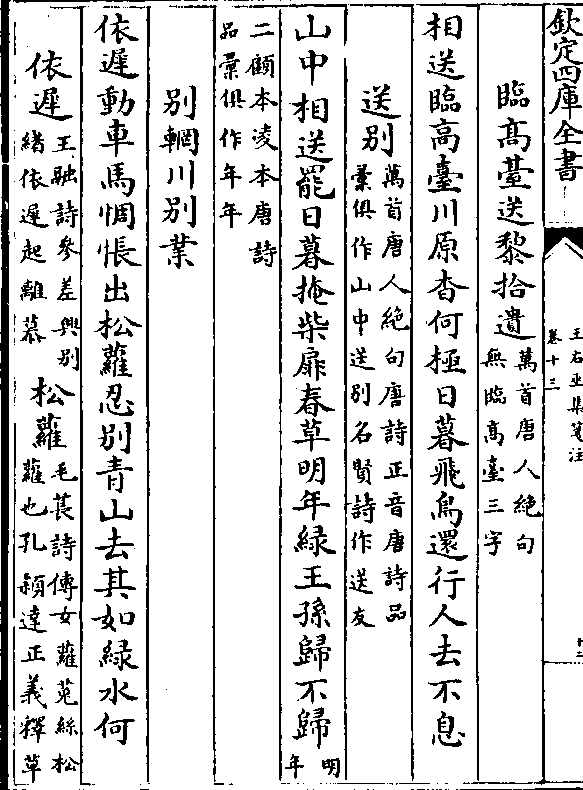 欽定四庫全書
王右丞集箋注
卷十三
十二
臨髙臺送黎拾遺萬首唐人絶句
無臨髙臺三字
相送臨高臺川原杳何極日暮飛鳥還行人去不息
送别萬首唐人絶句唐詩正音唐詩品
彚俱作山中送别名賢詩作送友
山中相送罷日暮掩柴扉春草明年緑王孫歸不歸明年
二顧本凌本唐詩
品彚俱作年年
别輞川别業
依遲動車馬惆悵出松蘿忍别青山去其如緑水何
依遲王融詩參差興别
緒依遲起離慕
松蘿毛萇詩傳女蘿莵絲松
蘿也孔穎達正義釋草